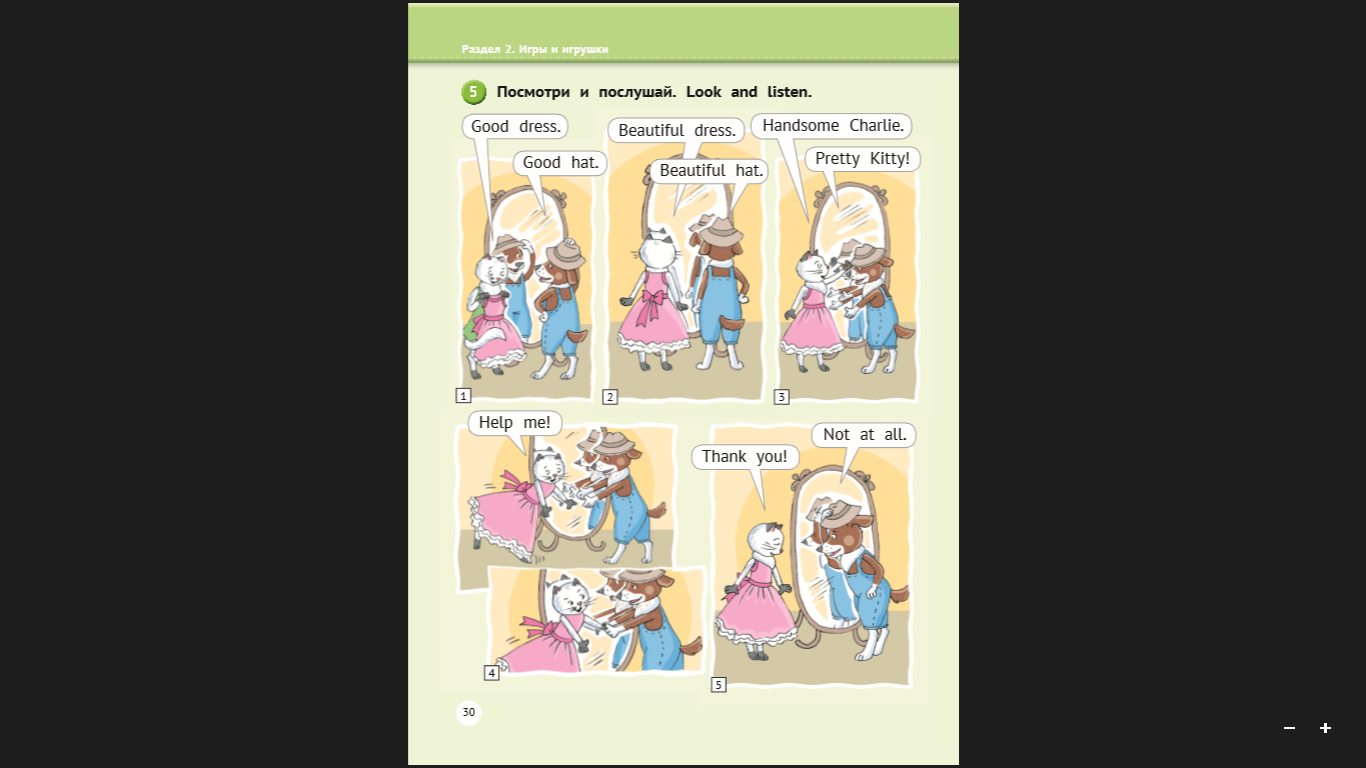 Раздел 2. Игры и игрушки
5 Посмотри и послушай. Look and listen.
Good dress.
Good hat.
1
Beautiful dress.
Beautiful hat.
2
Handsome Charlie.
Pretty Kitty!
3
Help me!
4
Thank you!
Not at all.
5
30